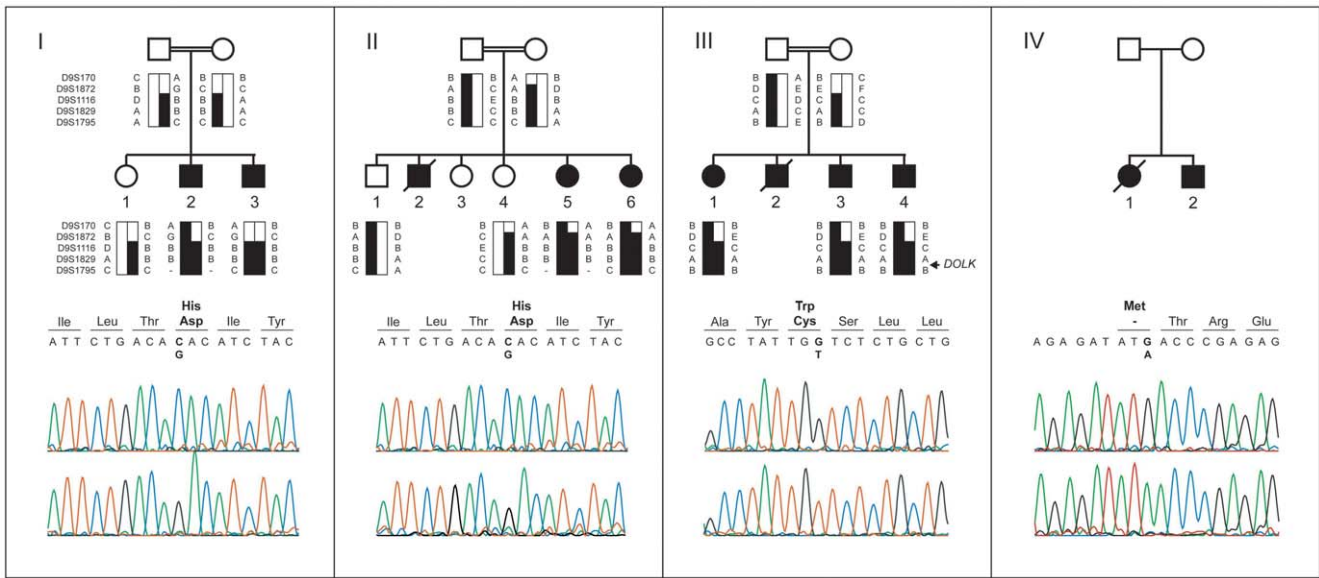 I
D9S170 C A B B
D9S1872 B G C C
D9S1116 D B B A
D9S1829 A B B A
D9S1795 A C C C
1 2 3
D9S170 C B A B A B
D9S1872 B C G C G C
D9S1116 D B B B B B
D9S1829 A B B B B B
D9S1795 C C - - C C
His
Ile Leu Thr Asp Ile Tyr
ATT CTG ACA CAC ATC TAC
G
II
B B A B
A C A D
B E B B
B C B A
C C C A
1 2 3 4 5 6
B B B A B A B A
A D C A A A A A
B B E B B B B B
B A C B B B B B
C A C C - - C C
His
Ile Leu Thr Asp Ile Tyr
ATT CTG ACA CAC ATC TAC
G
III
B A B C
D E E F
C D C C
A C A C
B E B D
1 2 3 4
B B B B B B
D E D E D E
C C C C C C
A A A A A A
B B B B B B
DOLK
Trp
Ala Tyr Cys Ser Leu Leu
GCC TAT TGG TCT CTG CTG
T
IV
1 2
Met
- Thr Arg Glu
AGAGAT ATG ACC CGA GAG
A